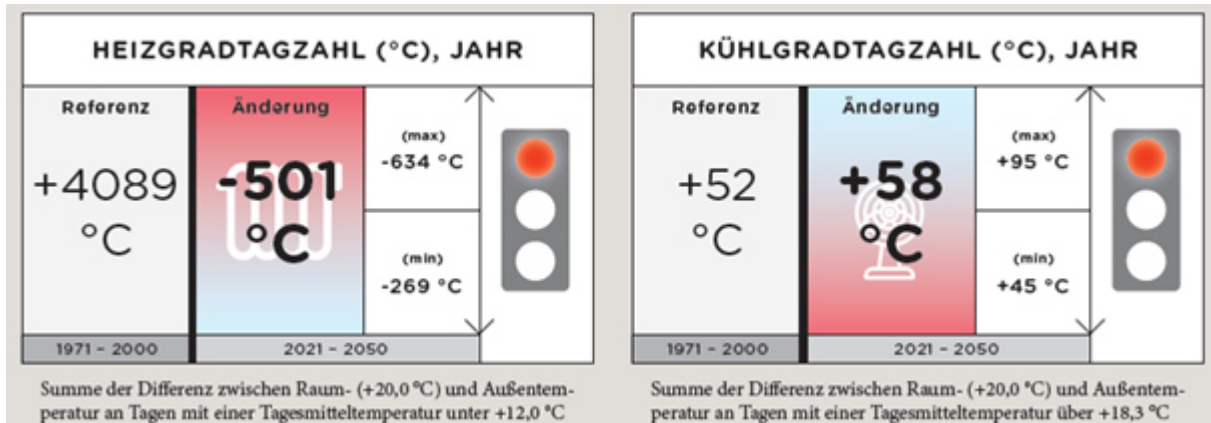 HEIZGRADTAGZAHL (°C), JAHR
Referenz
Änderung
+4089
°C
-501
°C
(max)
-634 °C
(min)
-269 °C
1971 – 2000
2021 – 2050
Summe der Differenz zwischen Raum- (+20,0 °C) und Außentem-
peratur an Tagen mit einer Tagesmitteltemperatur unter +12,0 °C
KÜHLGRADTAGZAHL (°C), JAHR
Referenz
Änderung
+52
°C
+58
°C
(max)
+95 °C
(min)
+45 °C
1971 – 2000
2021 – 2050
Summe der Differenz zwischen Raum- (+20,0 °C) und Außentem-
peratur an Tagen mit einer Tagesmitteltemperatur über +18,3 °C